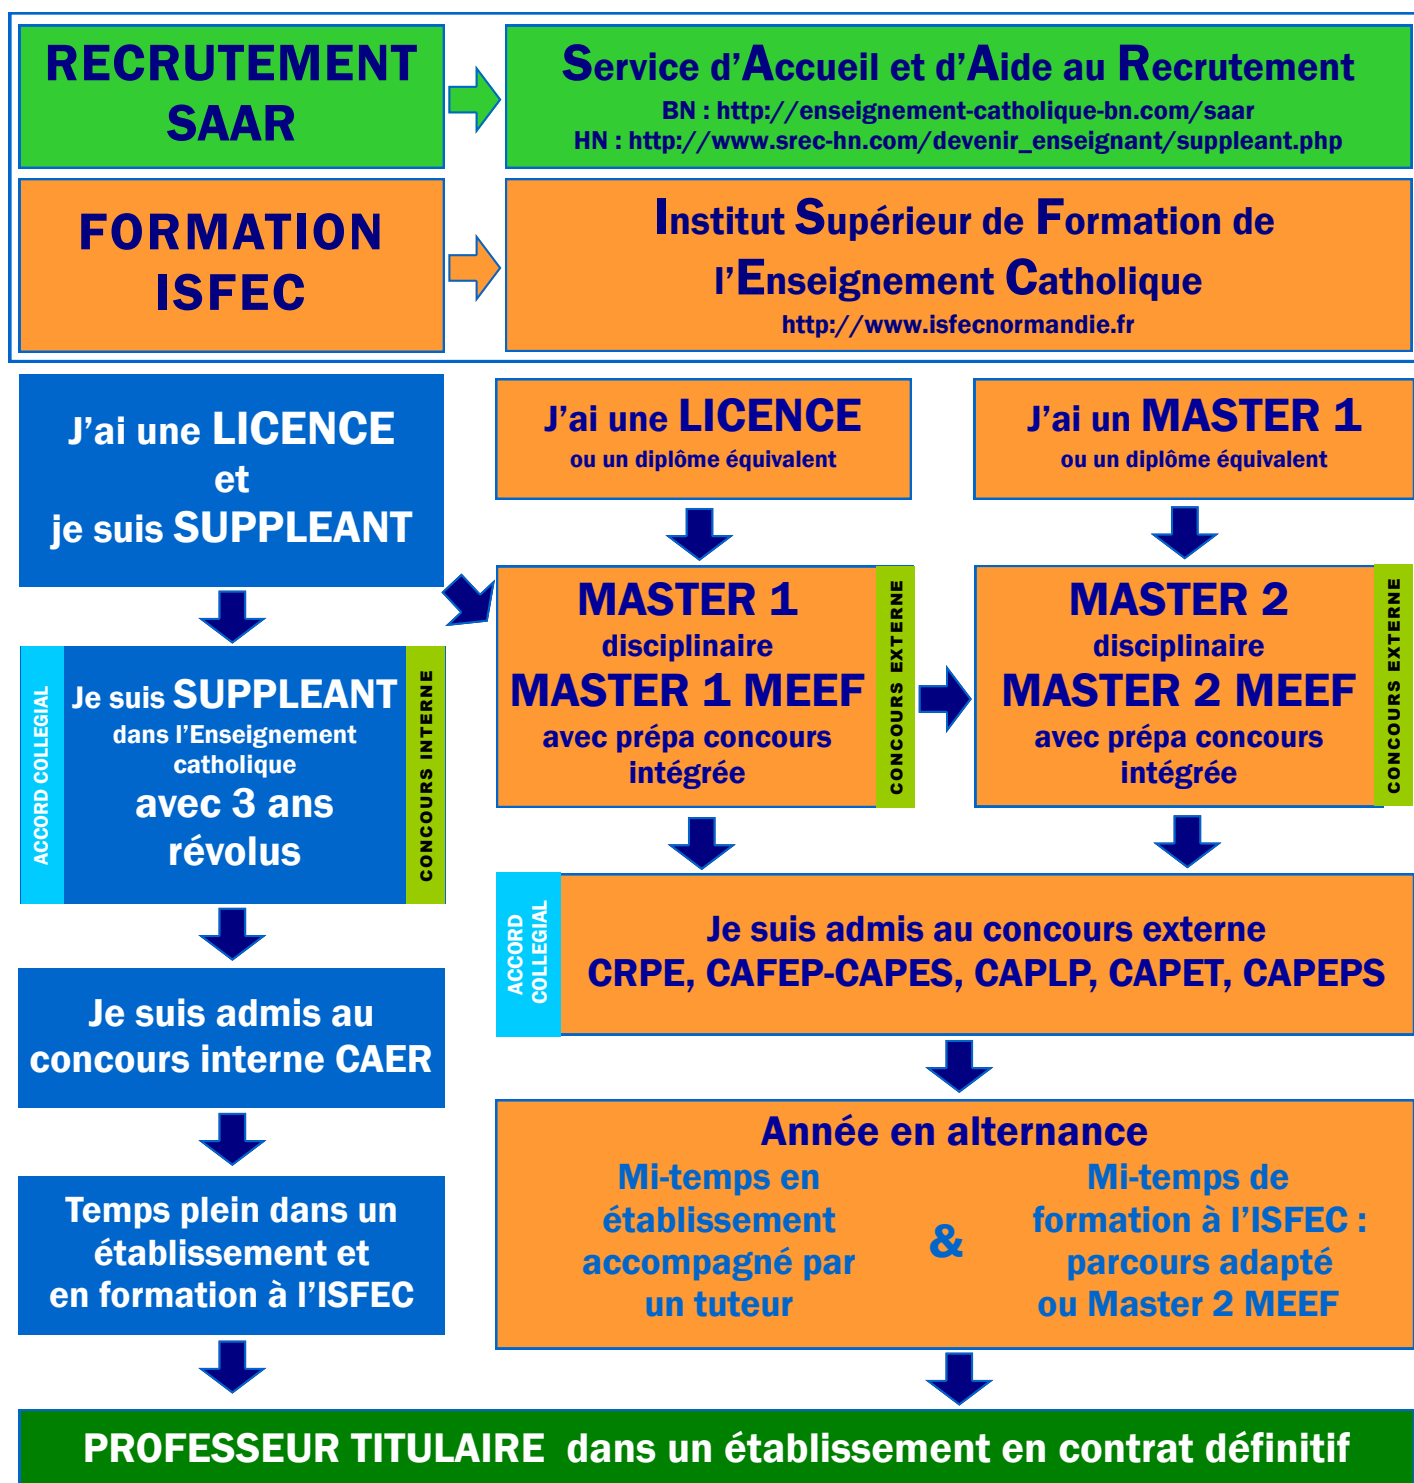 RECRUTEMENT
SAAR
Service d'Accueil et d'Aide au Recrutement
BN : http://enseignement-catholique-bn.com/saar
HN : http://www.srec-hn.com/devenir_enseignant/suppleant.php
FORMATION
ISFEC
Institut Supérieur de Formation de
l'Enseignement Catholique
http://www.isfecnormandie.fr
J'ai une LICENCE
et
je suis SUPPLEANT
J'ai une LICENCE
ou un diplôme équivalent
J'ai un MASTER 1
ou un diplôme équivalent
ACCORD COLLEGIAL
Je suis SUPPLEANT
dans l'Enseignement
catholique
avec 3 ans
révolus
CONCOURS INTERNE
MASTER 1
disciplinaire
MASTER 1 MEEF
avec prépa concours
intégrée
CONCOURS EXTERNE
MASTER 2
disciplinaire
MASTER 2 MEEF
avec prépa concours
intégrée
CONCOURS EXTERNE
ACCORD
COLLEGIAL
Je suis admis au concours externe
CRPE, CAFEP-CAPES, CAPLP, CAPET, CAPEPS
Je suis admis au
concours interne CAER
Année en alternance
Mi-temps en
établissement
accompagné par
un tuteur
&
Mi-temps de
formation à l'ISFEC :
parcours adapté
ou Master 2 MEEF
Temps plein dans un
établissement et
en formation à l'ISFEC
PROFESSEUR TITULAIRE dans un établissement en contrat définitif